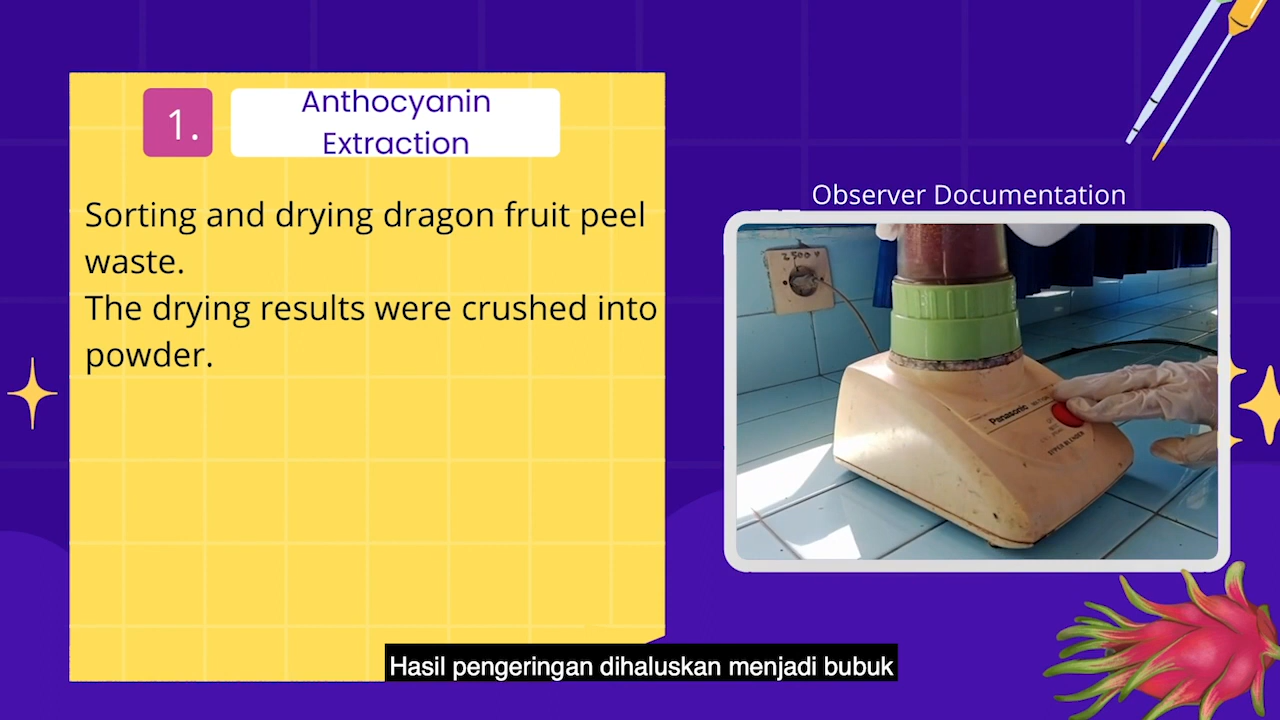 1.
Anthocyanin
Extraction
Sorting and drying dragon fruit peel
waste.
The drying results were crushed into
powder.
Observer Documentation
Panasonic
Hasil pengeringan dihaluskan menjadi bubuk